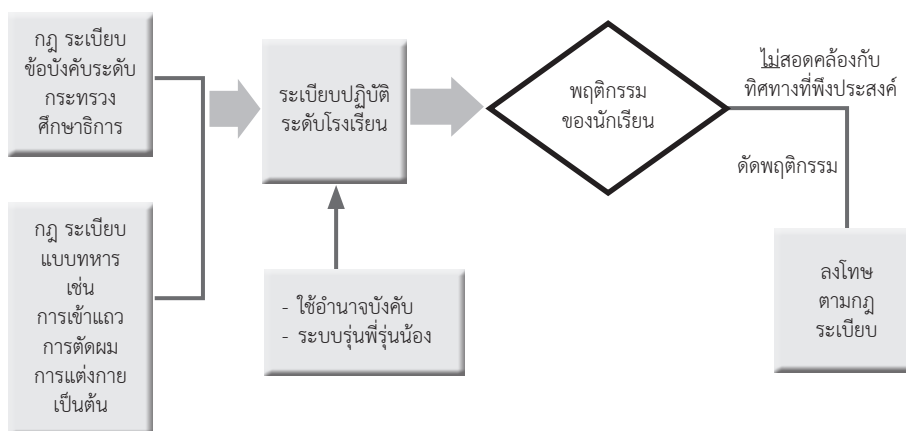 กฎ ระเบียบ
ข้อบังคับระดับ
กระทรวง
ศึกษาธิการ
กฎ ระเบียบ
แบบทหาร
เช่น
การเข้าแถว
การตัดผม
การแต่งกาย
เป็นต้น
ระเบียบปฏิบัติ
ระดับโรงเรียน
- ใช้อำนาจบังคับ
- ระบบรุ่นพี่รุ่นน้อง
พฤติกรรม
ของนักเรียน
ไม่สอดคล้องกับ
ทิศทางที่พึงประสงค์
ดัดพฤติกรรม
ลงโทษ
ตามกฎ
ระเบียบ